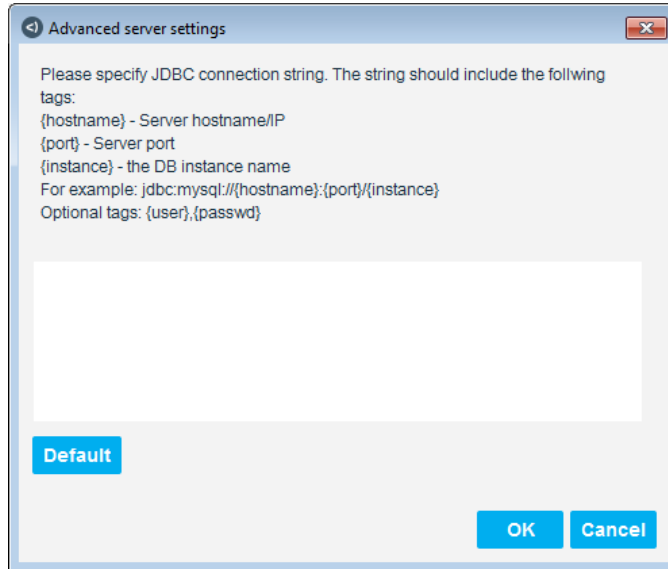 Advanced server settings
Please specify JDBC connection string. The string should include the follwing
tags:
{hostname} - Server hostname/IP
{port} - Server port
{instance} - the DB instance name
For example: jdbc:mysql://{hostname}:{port}/{instance}
Optional tags: {user},{passwd}
Default
OK Cancel